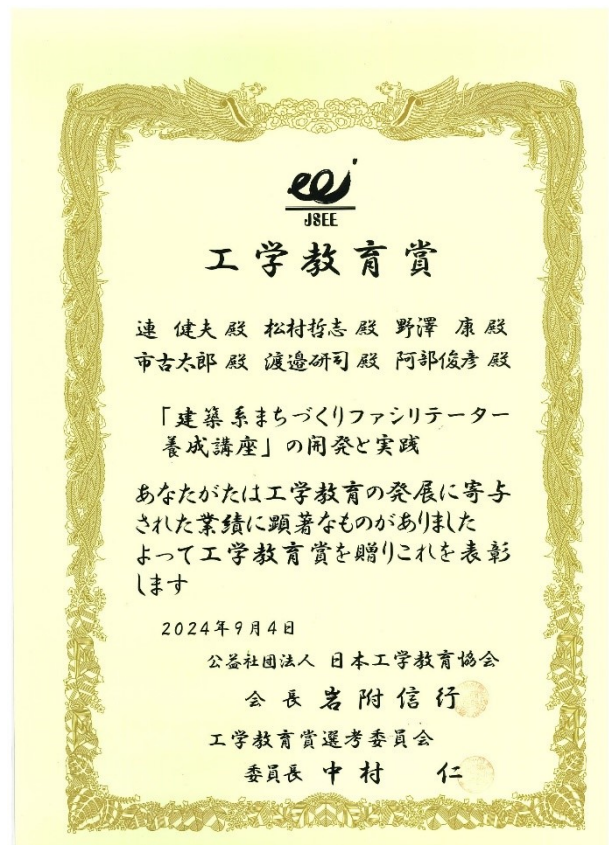 JSEE
工学教育賞
連 健夫 殿 松村哲志 殿 野澤 康 殿
市古太郎 殿 渡邉研司 殿 阿部俊彦 殿
「建築系まちづくりファシリテーター
養成講座」の開発と実践
あなたがたは工学教育の発展に寄与
された業績に顕著なものがありました
よって工学教育賞を贈りこれを表彰
します
2024年9月4日
公益社団法人 日本工学教育協会
会 長 岩附信行
工学教育賞選考委員会
委員長 中村 仁